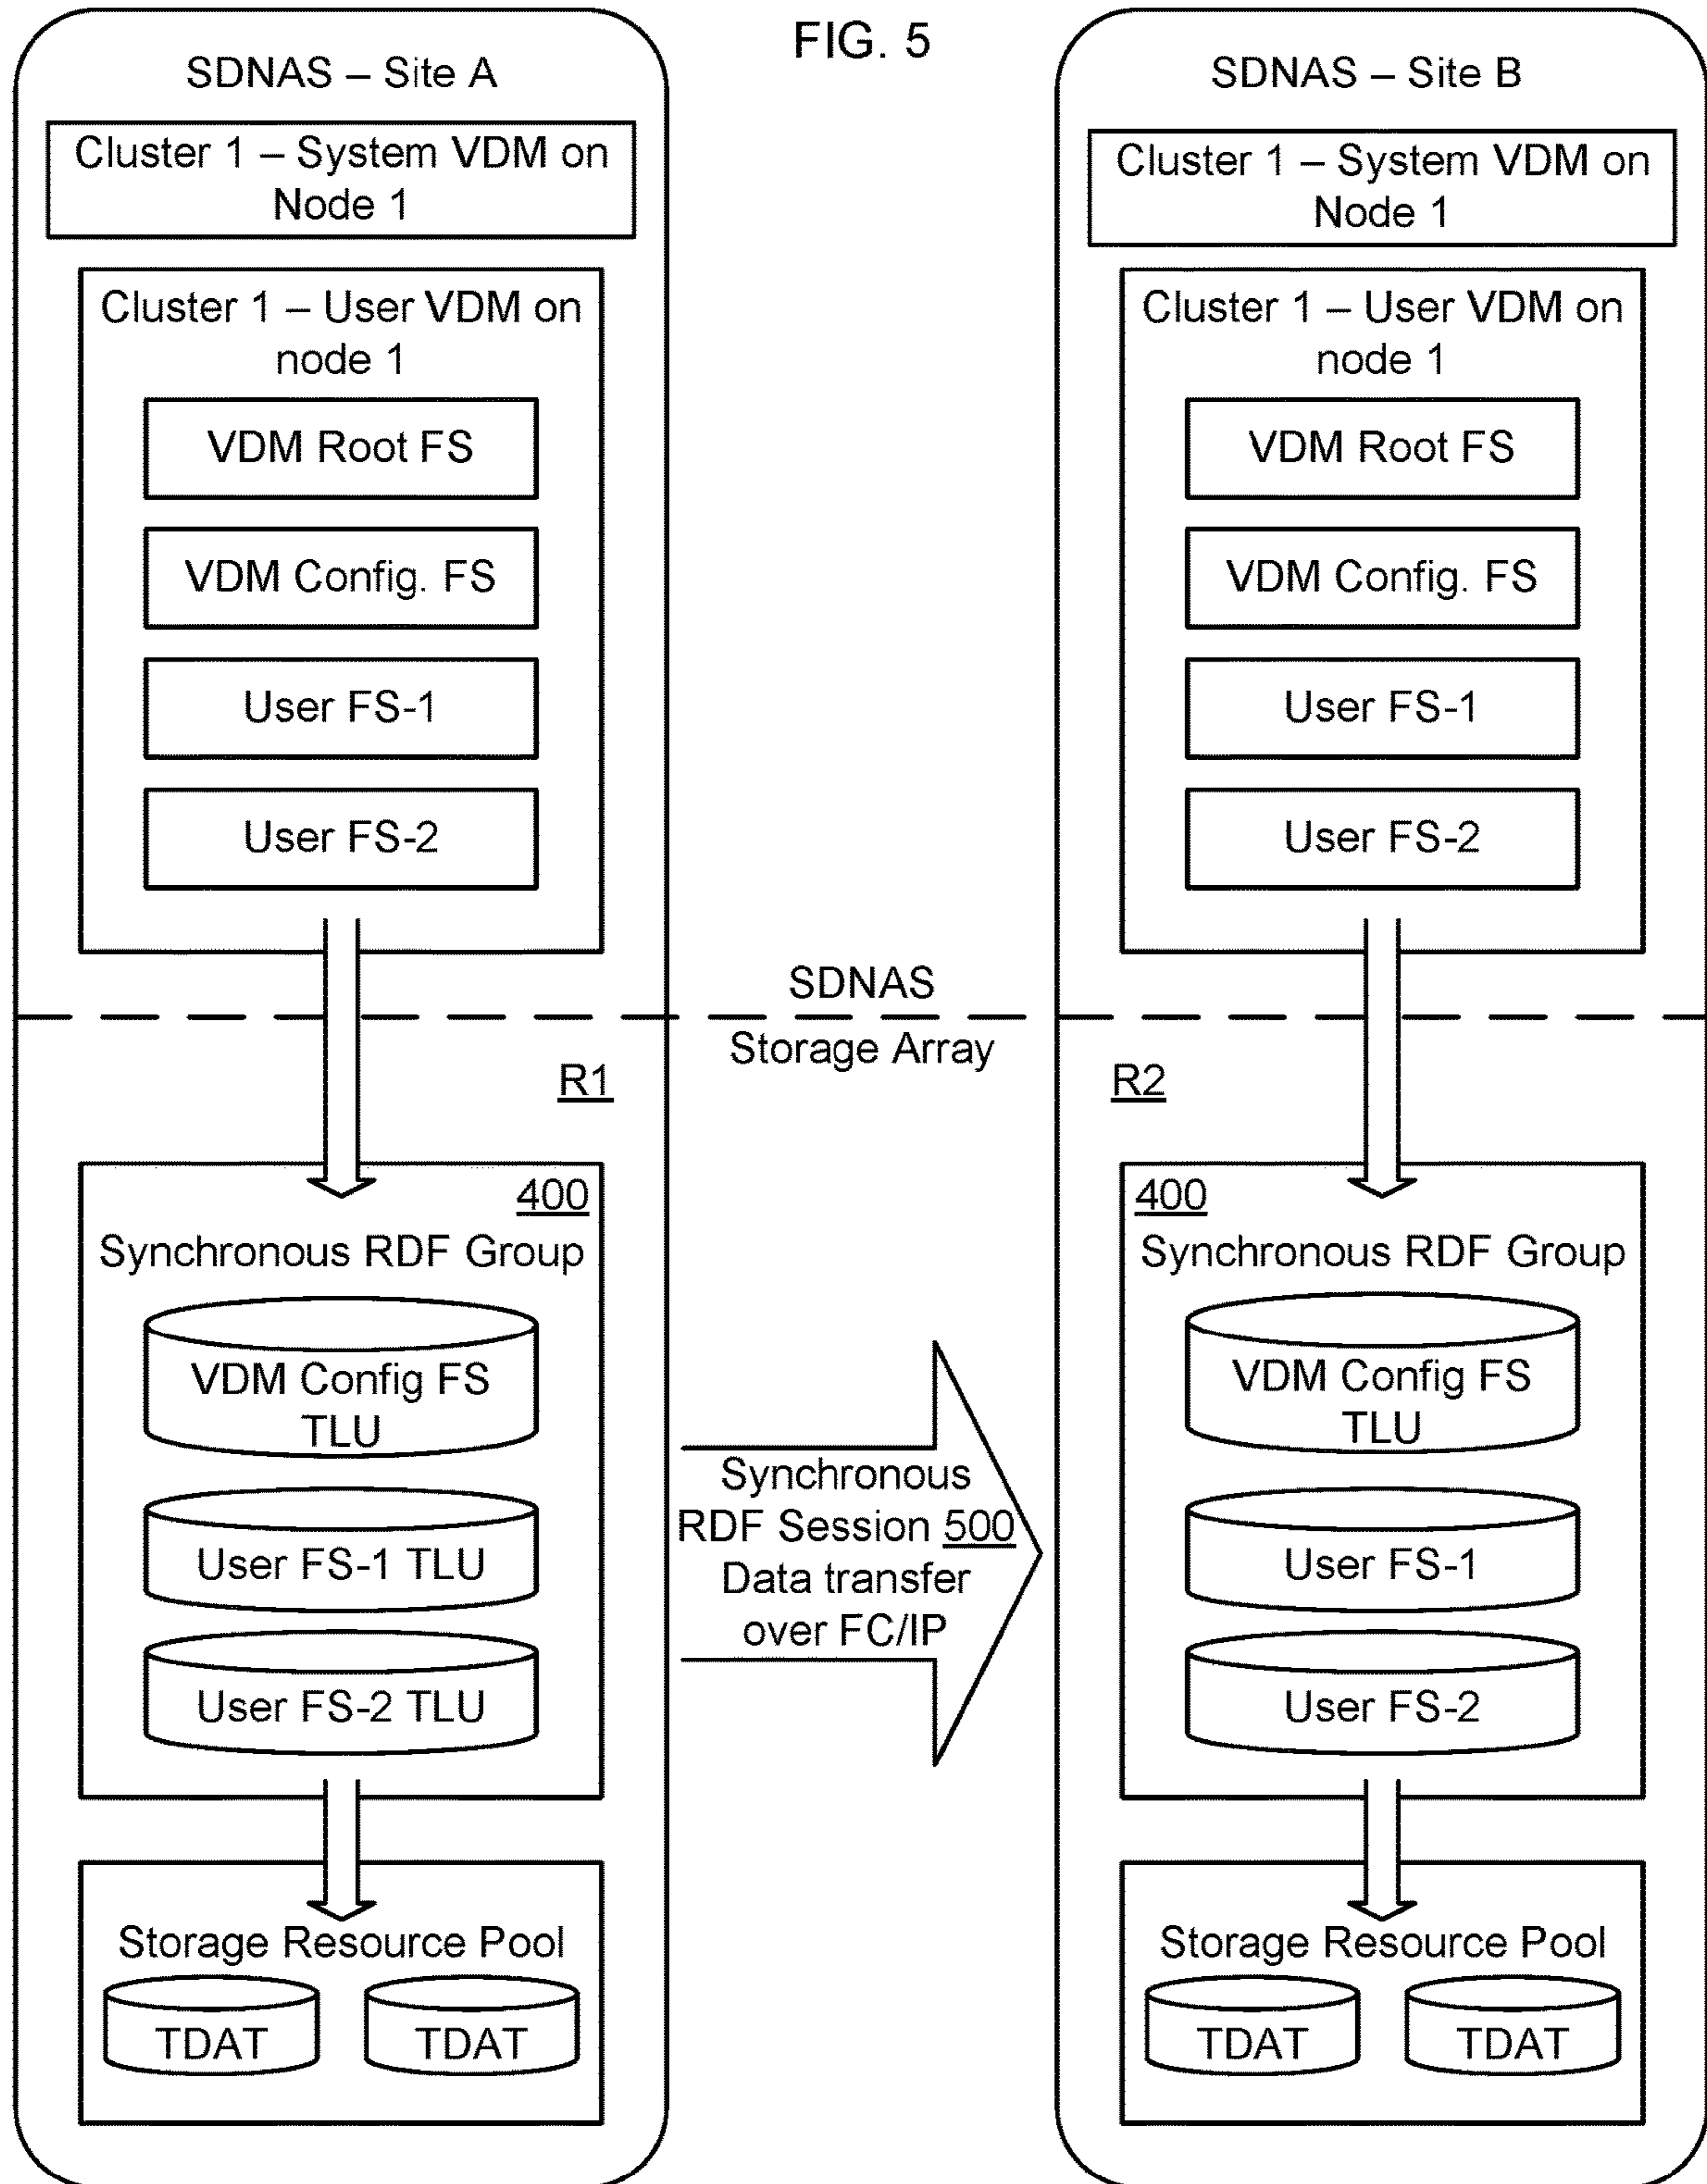 FIG. 5
SDNAS – Site A
Cluster 1 – System VDM on
Node 1
Cluster 1 – User VDM on
node 1
VDM Root FS
VDM Config. FS
User FS-1
User FS-2
SDNAS – Site B
Cluster 1 – System VDM on
Node 1
Cluster 1 – User VDM on
node 1
VDM Root FS
VDM Config. FS
User FS-1
User FS-2
SDNAS
Storage Array
R1
400
Synchronous RDF Group
VDM Config FS
TLU
User FS-1 TLU
User FS-2 TLU
Storage Resource Pool
TDAT
TDAT
Synchronous
RDF Session 500
Data transfer
over FC/IP
R2
400
Synchronous RDF Group
VDM Config FS
TLU
User FS-1
User FS-2
Storage Resource Pool
TDAT
TDAT